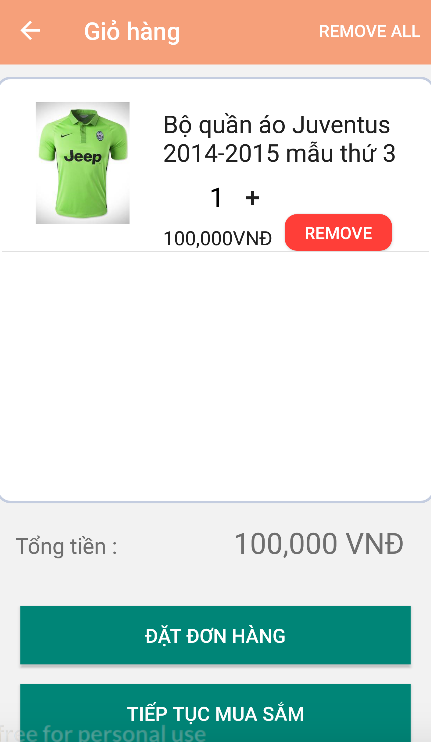 Giỏ hàng
REMOVE ALL
Jeep
Bộ quần áo Juventus
2014-2015 mẫu thứ 3
1 +
100,000VNĐ
REMOVE
Tổng tiền :
100,000 VNĐ
ĐẶT ĐƠN HÀNG
TIẾP TỤC MUA SẮM
free for personal use